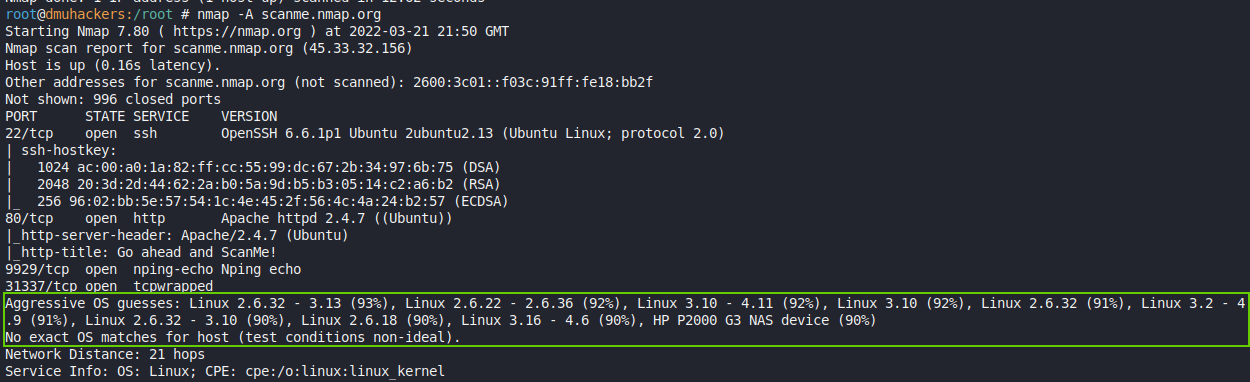 Nmap done: 1 IP address (1 host up) scanned in 12.62 seconds
root@dmuhackers:/root # nmap -A scanme.nmap.org
Starting Nmap 7.80 ( https://nmap.org ) at 2022-03-21 21:50 GMT
Nmap scan report for scanme.nmap.org (45.33.32.156)
Host is up (0.16s latency).
Other addresses for scanme.nmap.org (not scanned): 2600:3c01::f03c:91ff:fe18:bb2f
Not shown: 996 closed ports
PORT      STATE SERVICE    VERSION
22/tcp    open  ssh        OpenSSH 6.6.1p1 Ubuntu 2ubuntu2.13 (Ubuntu Linux; protocol 2.0)
| ssh-hostkey:
|   1024 ac:00:a0:1a:82:ff:cc:55:99:dc:67:2b:34:97:6b:75 (DSA)
|   2048 20:3d:2d:44:62:2a:b0:5a:9d:b5:b3:05:14:c2:a6:b2 (RSA)
|_  256 96:02:bb:5e:57:54:1c:4e:45:2f:56:4c:4a:24:b2:57 (ECDSA)
80/tcp    open  http       Apache httpd 2.4.7 ((Ubuntu))
|_http-server-header: Apache/2.4.7 (Ubuntu)
|_http-title: Go ahead and ScanMe!
9929/tcp  open  nping-echo Nping echo
31337/tcp open  tcpwrapped
Aggressive OS guesses: Linux 2.6.32 - 3.13 (93%), Linux 2.6.22 - 2.6.36 (92%), Linux 3.10 - 4.11 (92%), Linux 3.10 (92%), Linux 2.6.32 (91%), Linux 3.2 - 4
.9 (91%), Linux 2.6.32 - 3.10 (90%), Linux 2.6.18 (90%), Linux 3.16 - 4.6 (90%), HP P2000 G3 NAS device (90%)
No exact OS matches for host (test conditions non-ideal).
Network Distance: 21 hops
Service Info: OS: Linux; CPE: cpe:/o:linux:linux_kernel